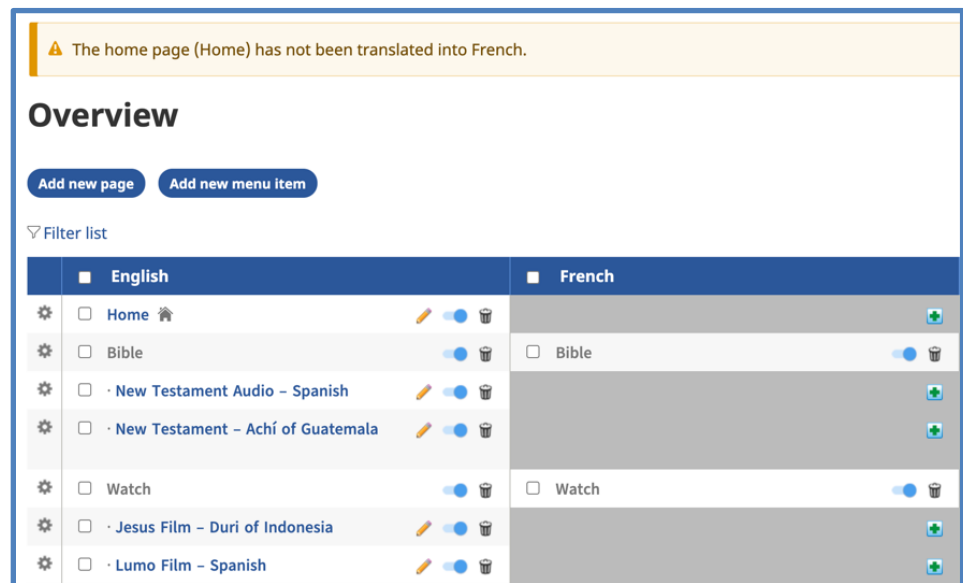 The home page (Home) has not been translated into French.
Overview
Add new page Add new menu item
Filter list
English French
Home
Bible Bible
· New Testament Audio – Spanish
· New Testament – Achí of Guatemala
Watch Watch
· Jesus Film – Duri of Indonesia
· Lumo Film – Spanish